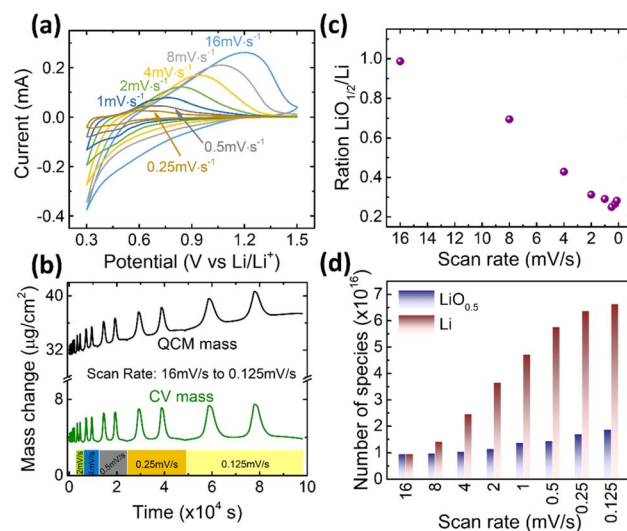 (a)
16mV·s⁻¹
8mV·s⁻¹
4mV·s⁻¹
2mV·s⁻¹
1mV·s⁻¹
0.5mV·s⁻¹
0.25mV·s⁻¹
Current (mA)
0.2
0.0
-0.2
-0.4
0.3 0.6 0.9 1.2 1.5
Potential (V vs Li/Li⁺)
(b)
QCM mass
Scan Rate: 16mV/s to 0.125mV/s
CV mass
2mV/s
1mV/s
0.5mV/s
0.25mV/s
0.125mV/s
Mass change (μg/cm²)
40
32
8
0
0 2 4 6 8 10
Time (×10⁴ s)
(c)
Ration LiO₁/₂/Li
1.0
0.8
0.6
0.4
0.2
16 14 12 10 8 6 4 2 0
Scan rate (mV/s)
(d)
LiO₀.₅
Li
Number of species (×10¹⁶)
7
6
5
4
3
2
1
0
16 8 4 2 1 0.5 0.25 0.125
Scan rate (mV/s)